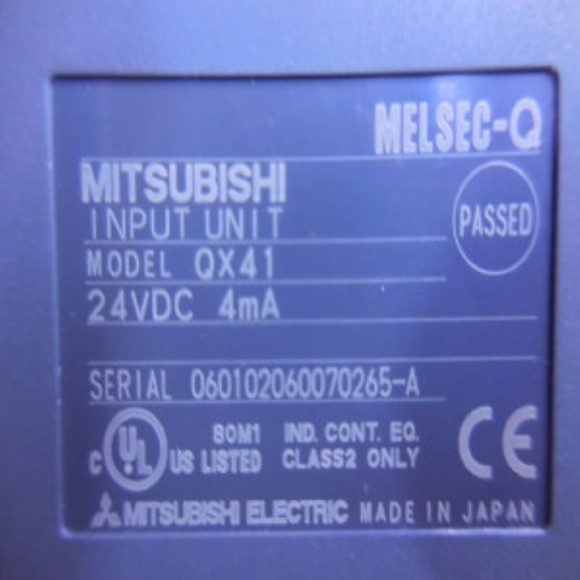 MELSEC-Q
MITSUBISHI
INPUT UNIT
PASSED
MODEL QX41
24VDC 4mA
SERIAL 060102060070265-A
C UL US LISTED 80M1 IND. CONT. EQ. CLASS2 ONLY CE
MITSUBISHI ELECTRIC MADE IN JAPAN